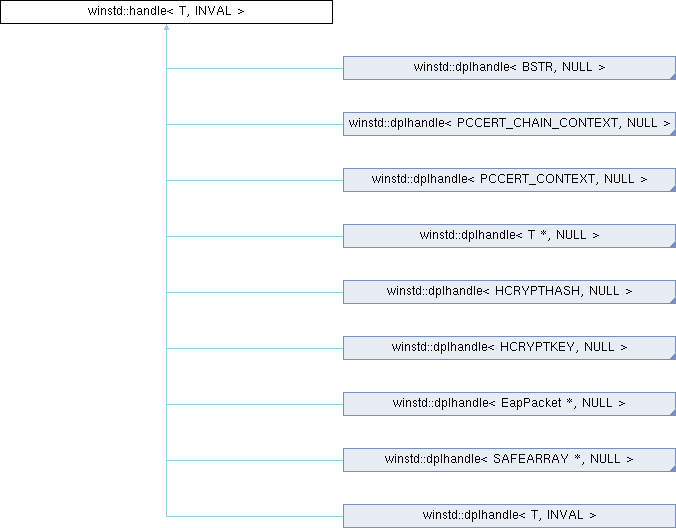 winstd::handle< T, INVAL >
winstd::dplhandle< BSTR, NULL >
winstd::dplhandle< PCCERT_CHAIN_CONTEXT, NULL >
winstd::dplhandle< PCCERT_CONTEXT, NULL >
winstd::dplhandle< T *, NULL >
winstd::dplhandle< HCRYPTHASH, NULL >
winstd::dplhandle< HCRYPTKEY, NULL >
winstd::dplhandle< EapPacket *, NULL >
winstd::dplhandle< SAFEARRAY *, NULL >
winstd::dplhandle< T, INVAL >